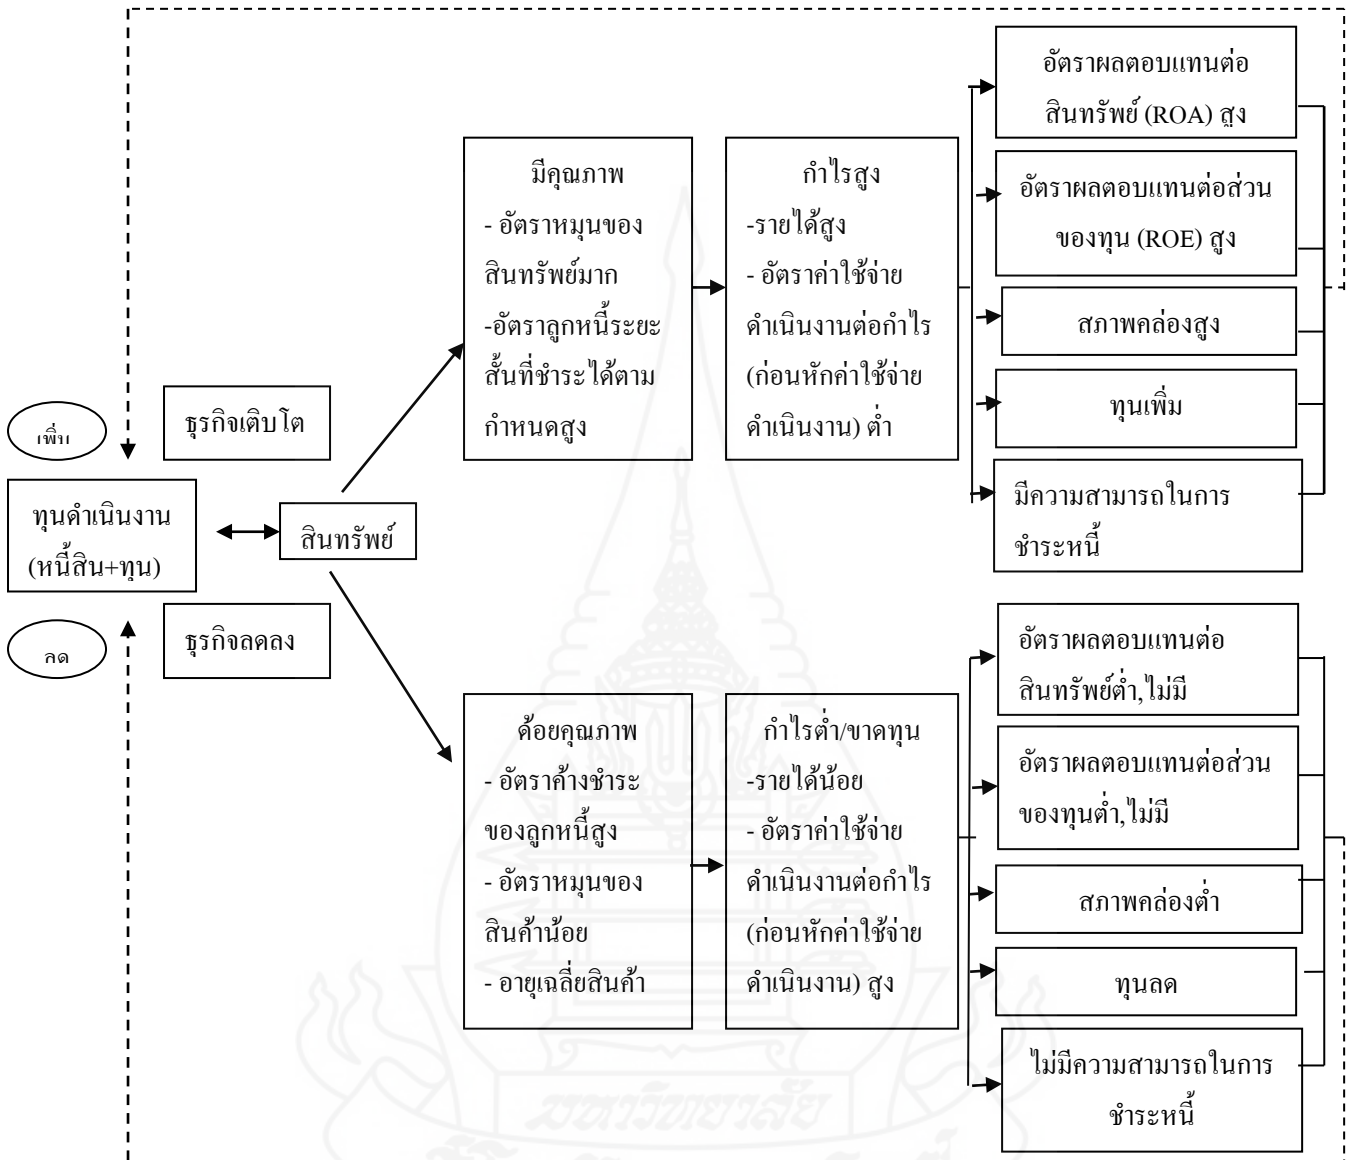 อัตราผลตอบแทนต่อ
สินทรัพย์ (ROA) สูง
มีคุณภาพ
- อัตราหมุนของ
สินทรัพย์มาก
-อัตราลูกหนี้ระยะ
สั้นที่ชำระได้ตาม
กำหนดสูง
กำไรสูง
-รายได้สูง
- อัตราค่าใช้จ่าย
ดำเนินงานต่อกำไร
(ก่อนหักค่าใช้จ่าย
ดำเนินงาน) ต่ำ
อัตราผลตอบแทนต่อส่วน
ของทุน (ROE) สูง
สภาพคล่องสูง
ทุนเพิ่ม
มีความสามารถในการ
ชำระหนี้
เพิ่ม
ธุรกิจเติบโต
ทุนดำเนินงาน
(หนี้สิน+ทุน)
สินทรัพย์
ลด
ธุรกิจลดลง
ด้อยคุณภาพ
- อัตราค้างชำระ
ของลูกหนี้สูง
- อัตราหมุนของ
สินค้าน้อย
- อายุเฉลี่ยสินค้า
กำไรต่ำ/ขาดทุน
-รายได้น้อย
- อัตราค่าใช้จ่าย
ดำเนินงานต่อกำไร
(ก่อนหักค่าใช้จ่าย
ดำเนินงาน) สูง
อัตราผลตอบแทนต่อ
สินทรัพย์ต่ำ,ไม่มี
อัตราผลตอบแทนต่อส่วน
ของทุนต่ำ,ไม่มี
สภาพคล่องต่ำ
ทุนลด
ไม่มีความสามารถในการ
ชำระหนี้
มหาวิทยาลัย